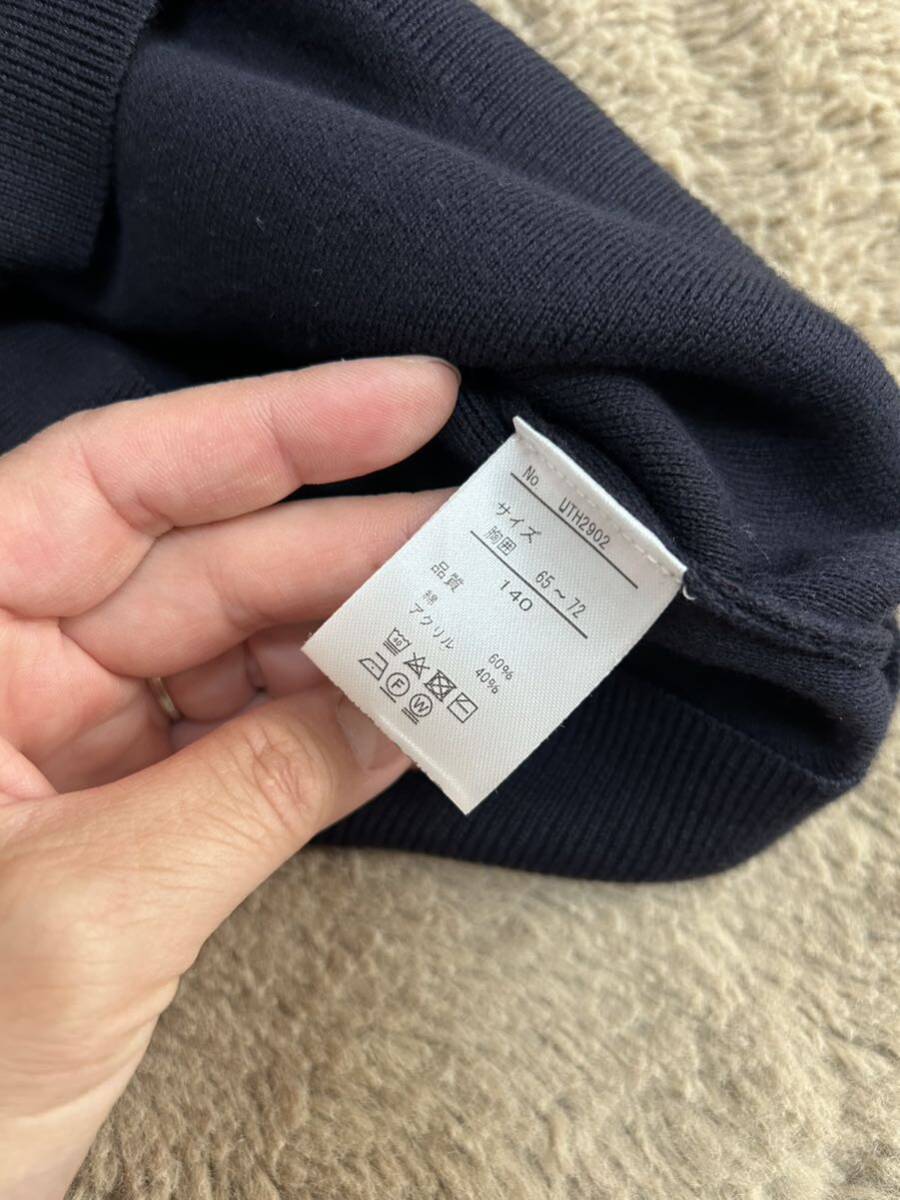 No UTH2902
サイズ
胸囲 65～72
140
品質
綿 60%
アクリル 40%
40
F W